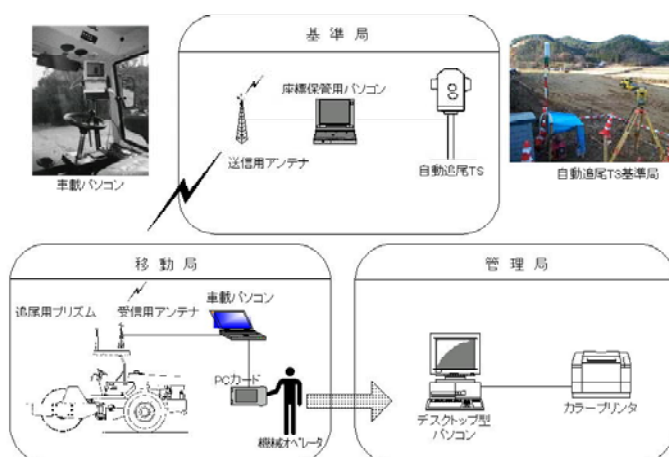 基準局
座標保管用パソコン
送信用アンテナ
自動追尾TS
車載パソコン
自動追尾TS基準局
移動局
追尾用プリズム
受信用アンテナ
車載パソコン
PCカード
機械オペレータ
管理局
デスクトップ型
パソコン
カラープリンタ